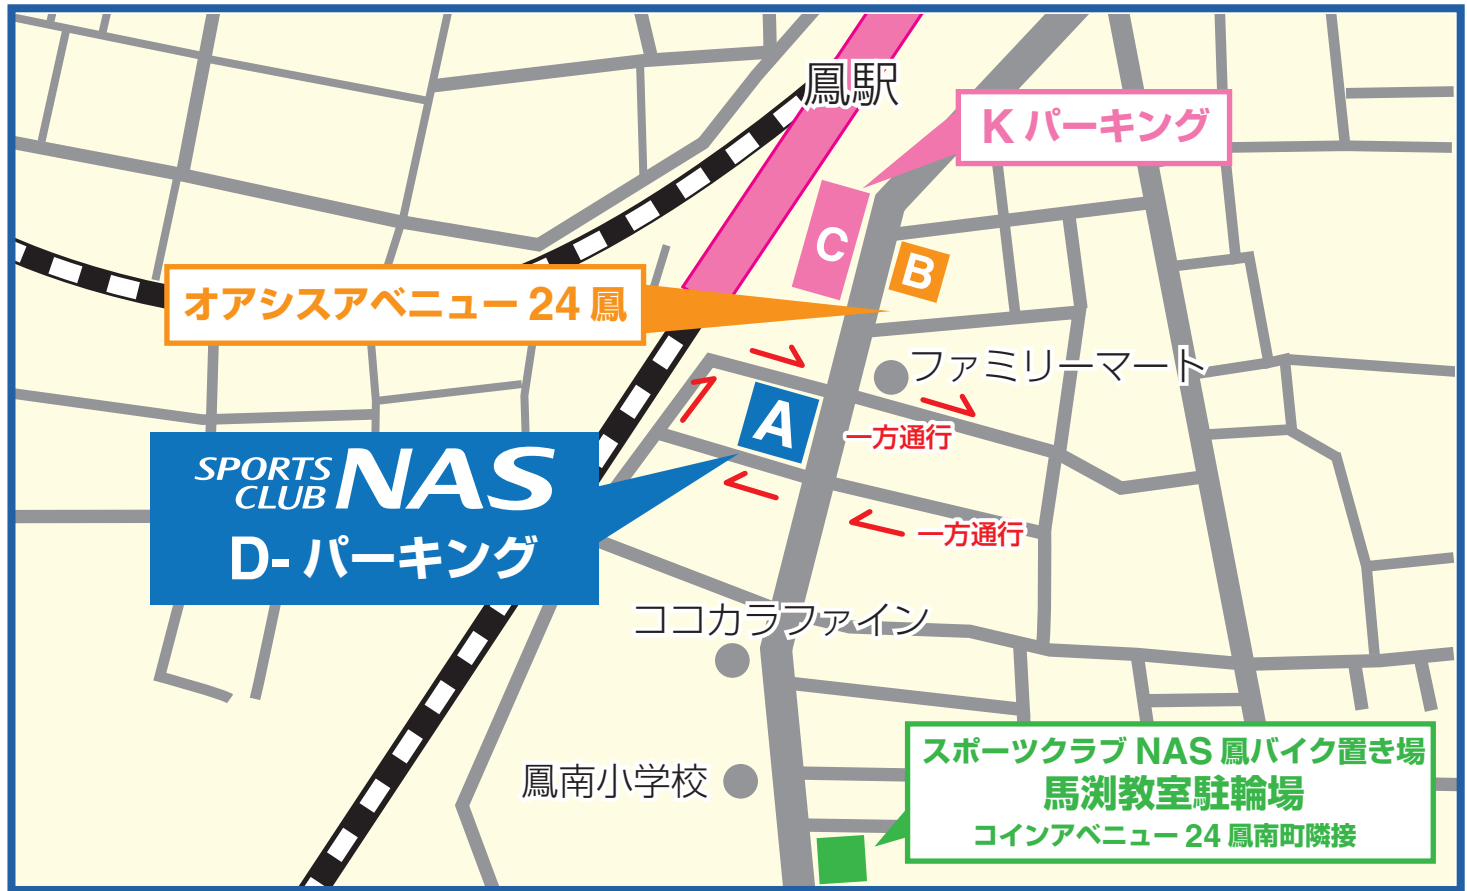 鳳駅
K パーキング
C
B
オアシスアベニュー 24 鳳
ファミリーマート
A
一方通行
SPORTS
CLUB NAS
D- パーキング
一方通行
ココカラファイン
スポーツクラブ NAS 鳳バイク置き場
馬渕教室駐輪場
コインアベニュー 24 鳳南町隣接
鳳南小学校